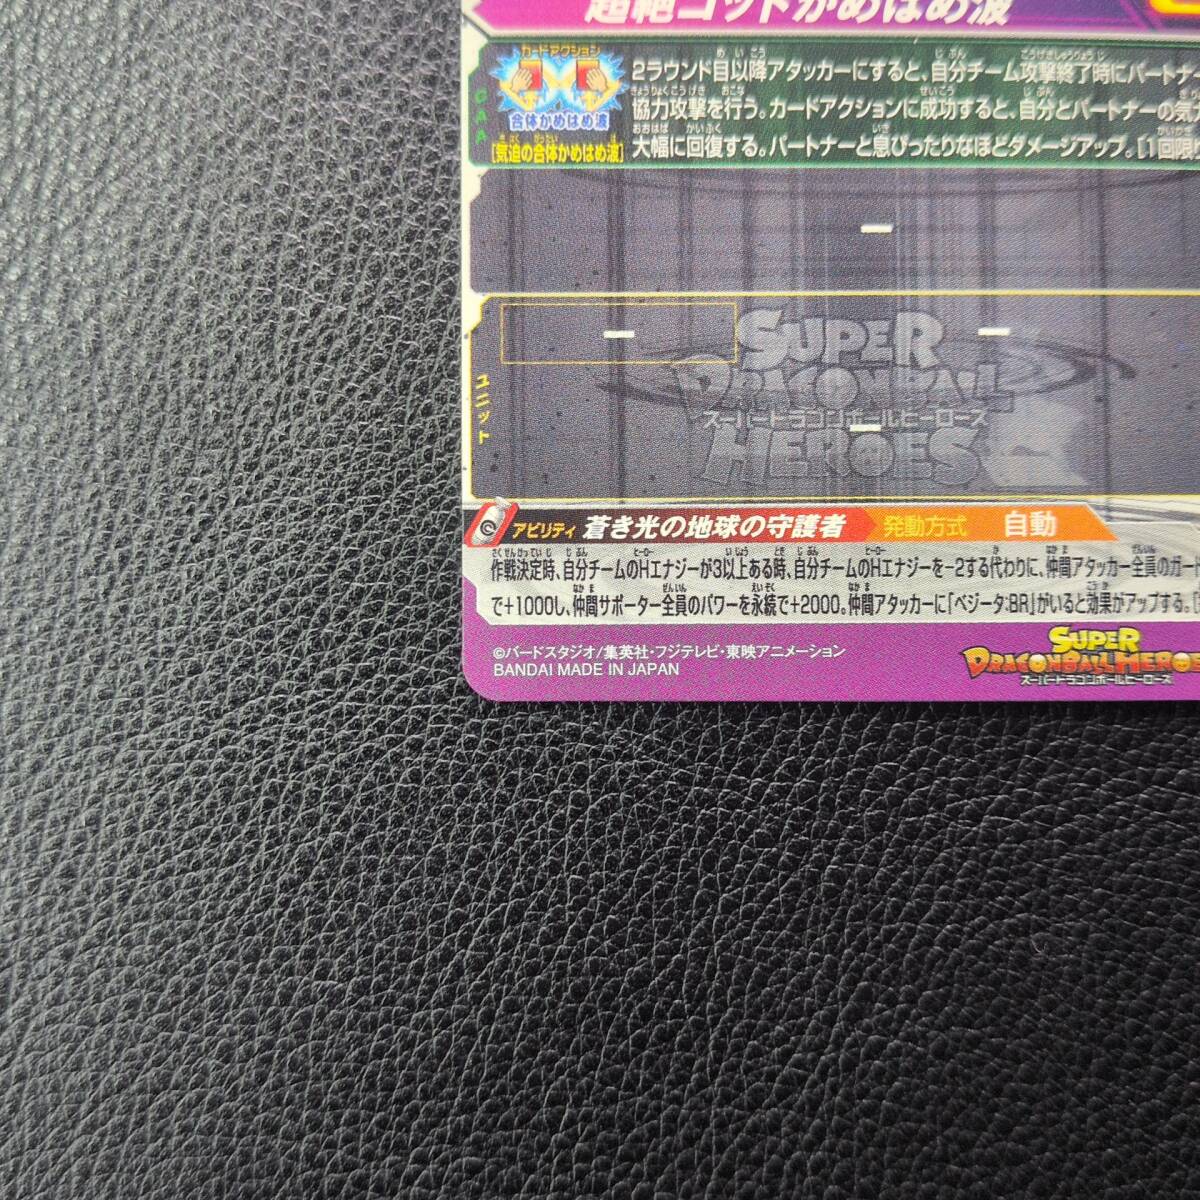 超絶ゴッドかめはめ波
カードアクション
合体かめはめ波
[気迫の合体かめはめ波]
CAA
2ラウンド目以降アタッカーにすると、自分チーム攻撃終了時にパートナー
協力攻撃を行う。カードアクションに成功すると、自分とパートナーの気
大幅に回復する。パートナーと息ぴったりなほどダメージアップ。[1回限り
ユニット
SUPER
DRAGONBALL
スーパードラゴンボールヒーローズ
HEROES
アビリティ 蒼き光の地球の守護者 発動方式 自動
作戦決定時、自分チームのHエナジーが3以上ある時、自分チームのHエナジーを-2する代わりに、仲間アタッカー全員のガード
で+1000し、仲間サポーター全員のパワーを永続で+2000。仲間アタッカーに「ベジータ:BR」がいると効果がアップする。
©バードスタジオ/集英社・フジテレビ・東映アニメーション
BANDAI MADE IN JAPAN
SUPER
DRAGONBALL HEROES
スーパードラゴンボールヒーローズ